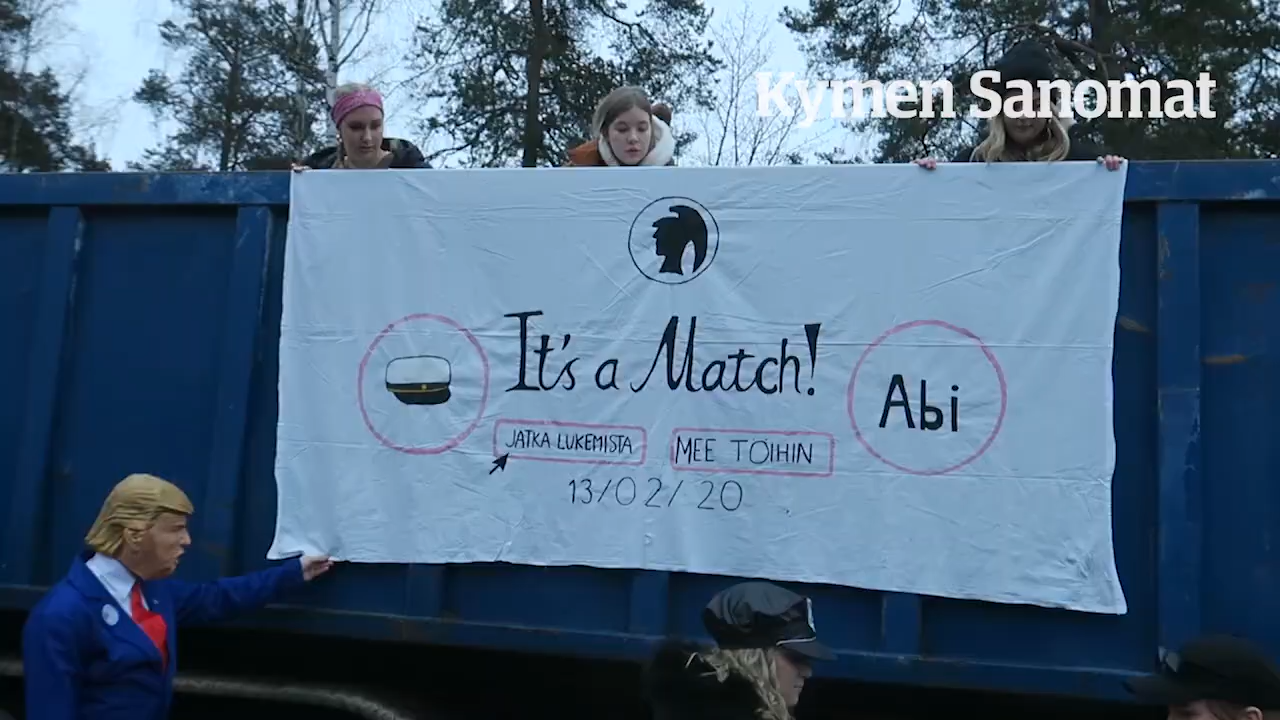 Kymen Sanomat
It's a Match!
Abi
JATKA LUKEMISTA
MEE TÖIHIN
13/02/20